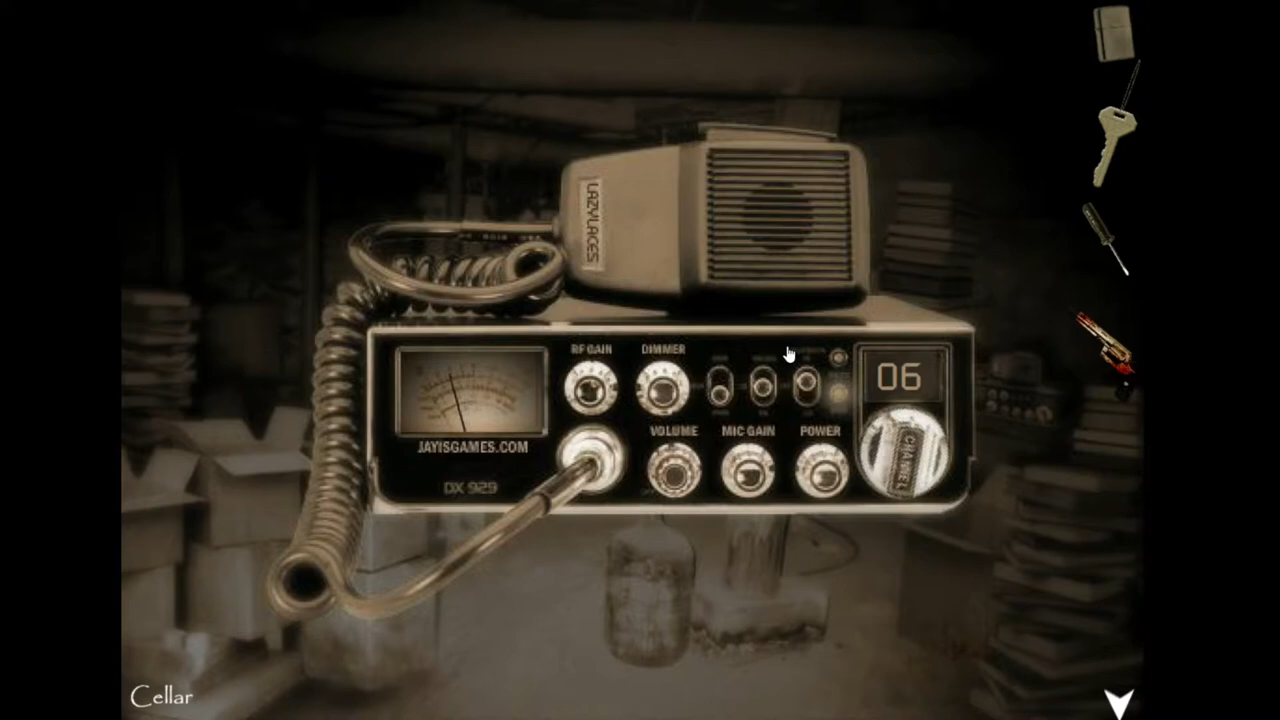 LAZYLACES
RF GAIN
DIMMER
06
JAYISGAMES.COM
VOLUME
MIC GAIN
POWER
CHANNEL
DX 929
Cellar